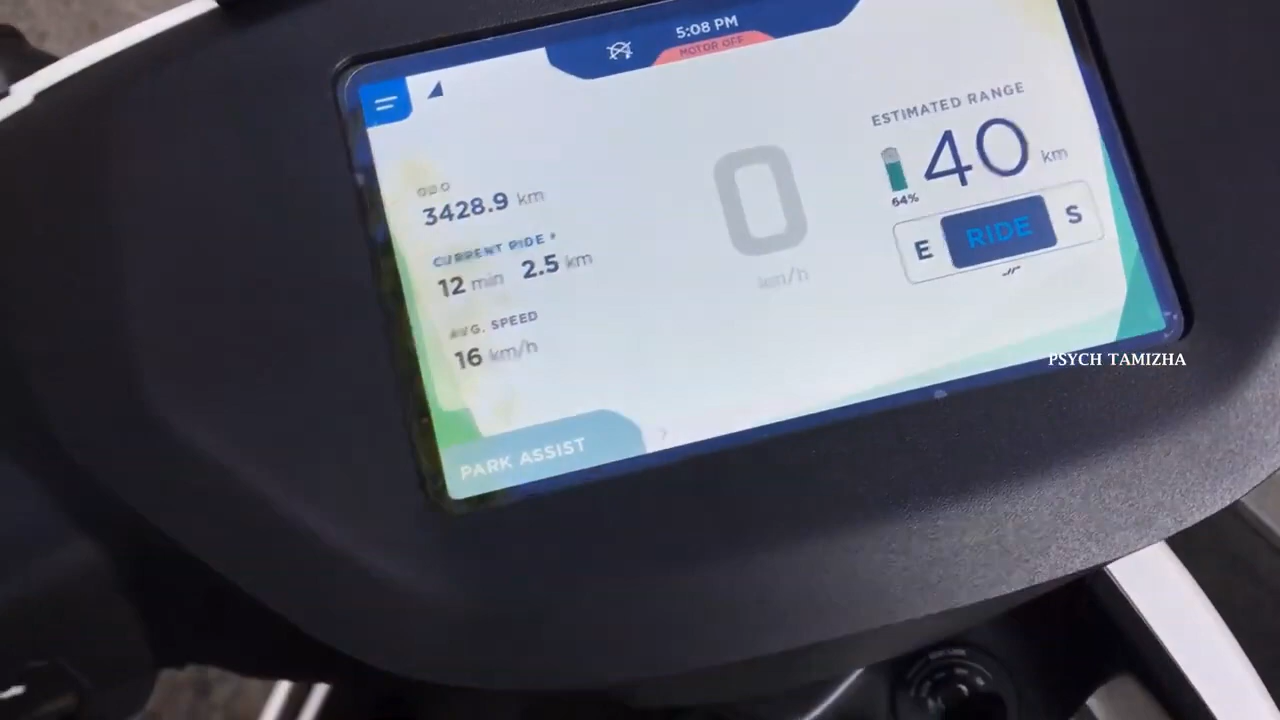 5:08 PM
MOTOR OFF
ODO
3428.9 km
CURRENT RIDE
12 min 2.5 km
AVG. SPEED
16 km/h
PARK ASSIST
0
km/h
ESTIMATED RANGE
40 km
64%
E RIDE S
PSYCH TAMIZHA